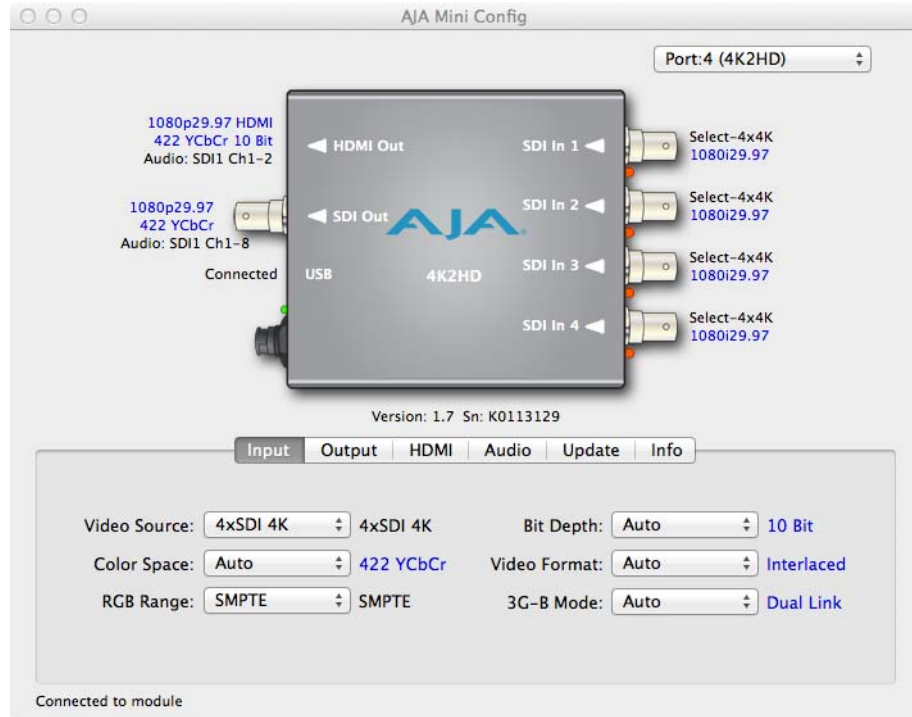 AJA Mini Config
Port:4 (4K2HD)
1080p29.97 HDMI
422 YCbCr 10 Bit
Audio: SDI1 Ch1-2
HDMI Out
SDI In 1
Select-4x4K
1080i29.97
1080p29.97
422 YCbCr
Audio: SDI1 Ch1-8
SDI Out
AJA
SDI In 2
Select-4x4K
1080i29.97
Connected
USB
4K2HD
SDI In 3
Select-4x4K
1080i29.97
SDI In 4
Select-4x4K
1080i29.97
Version: 1.7 Sn: K0113129
Input Output HDMI Audio Update Info
Video Source: 4xSDI 4K 4xSDI 4K Bit Depth: Auto 10 Bit
Color Space: Auto 422 YCbCr Video Format: Auto Interlaced
RGB Range: SMPTE SMPTE 3G-B Mode: Auto Dual Link
Connected to module